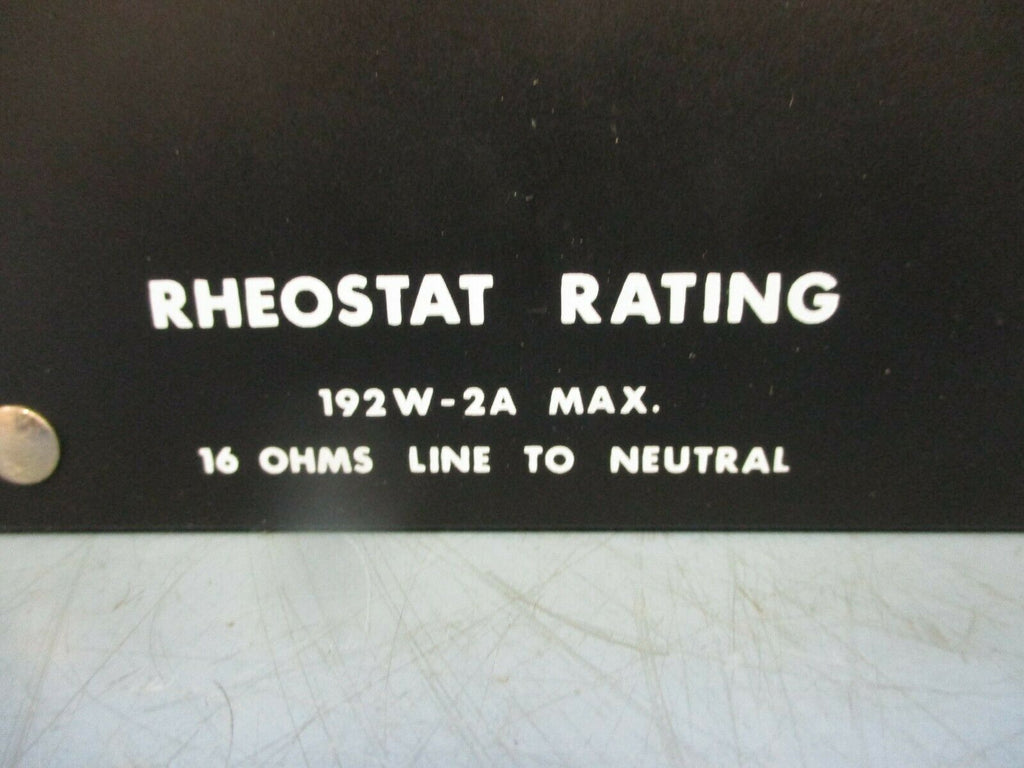 RHEOSTAT RATING
192W-2A MAX.
16 OHMS LINE TO NEUTRAL